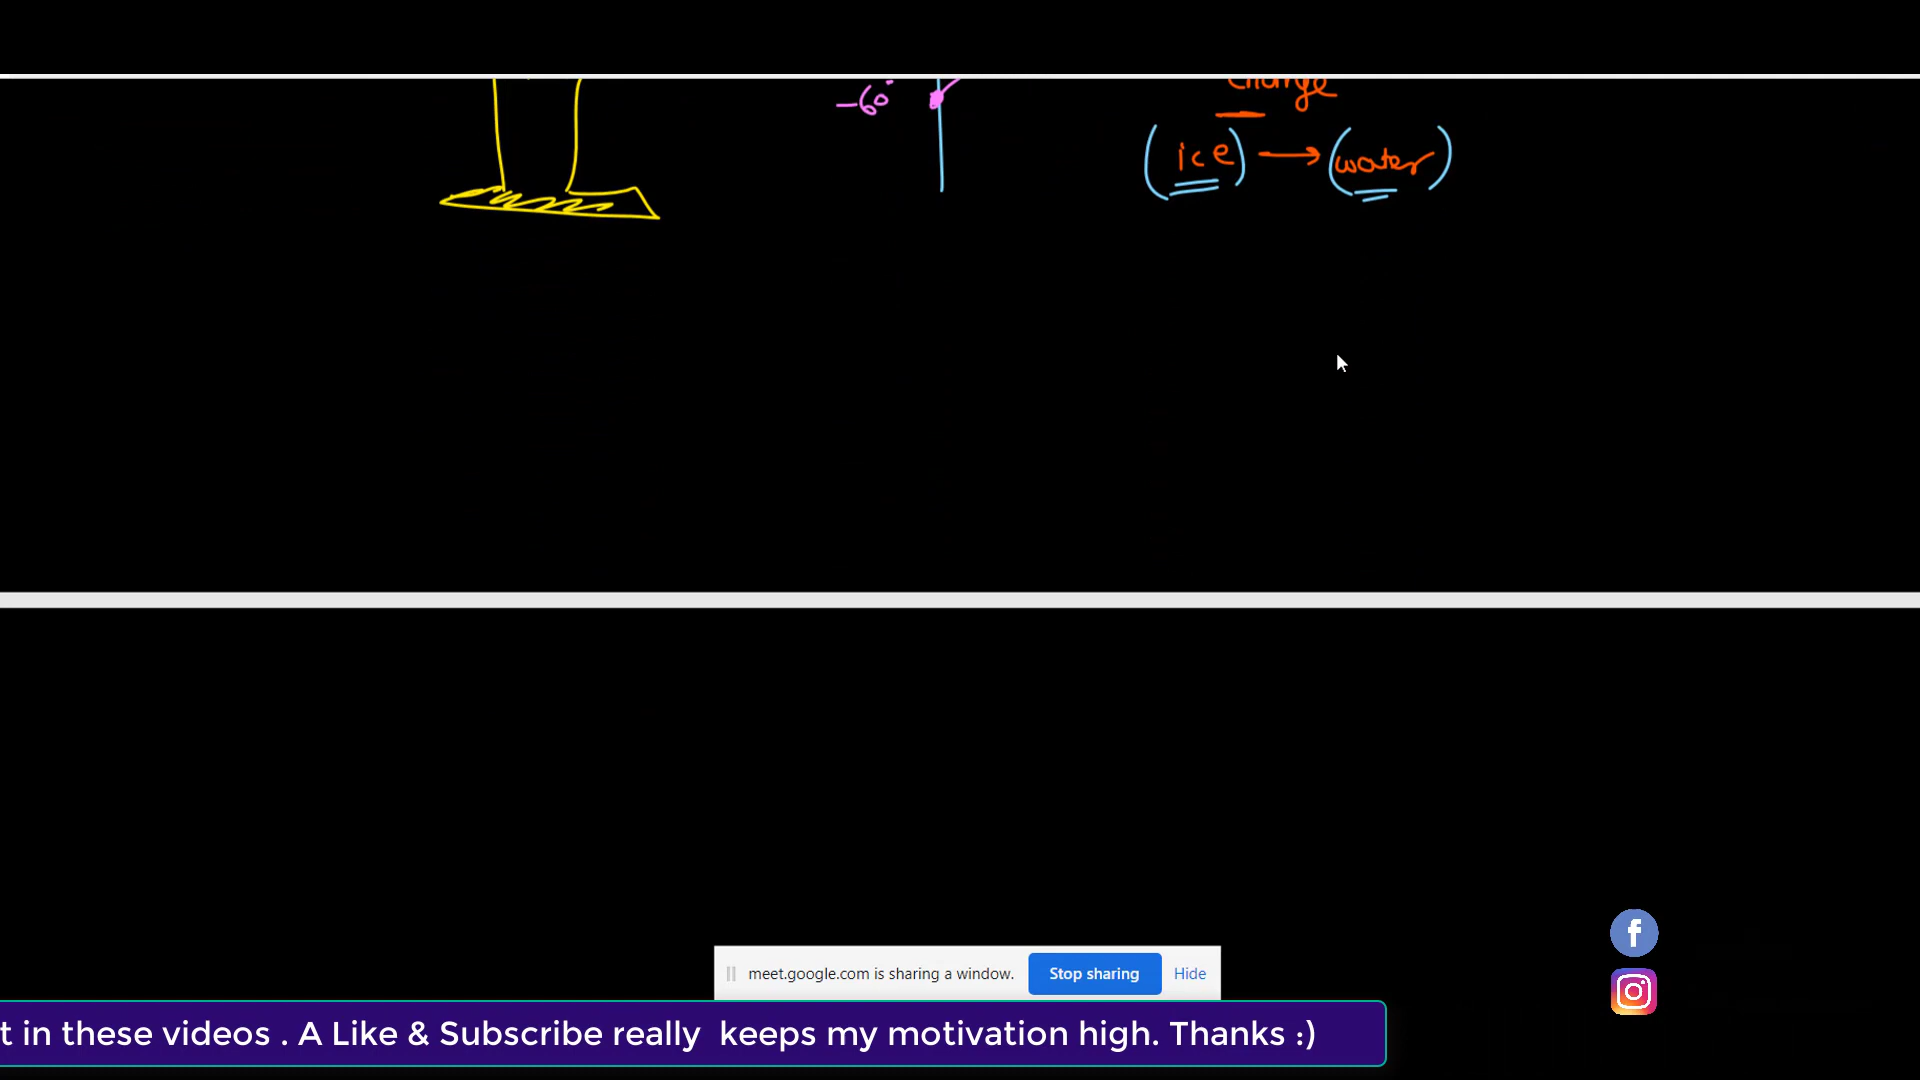 change
-60°
(ice) → (water)
meet.google.com is sharing a window. Stop sharing Hide
t in these videos . A Like & Subscribe really keeps my motivation high. Thanks :)